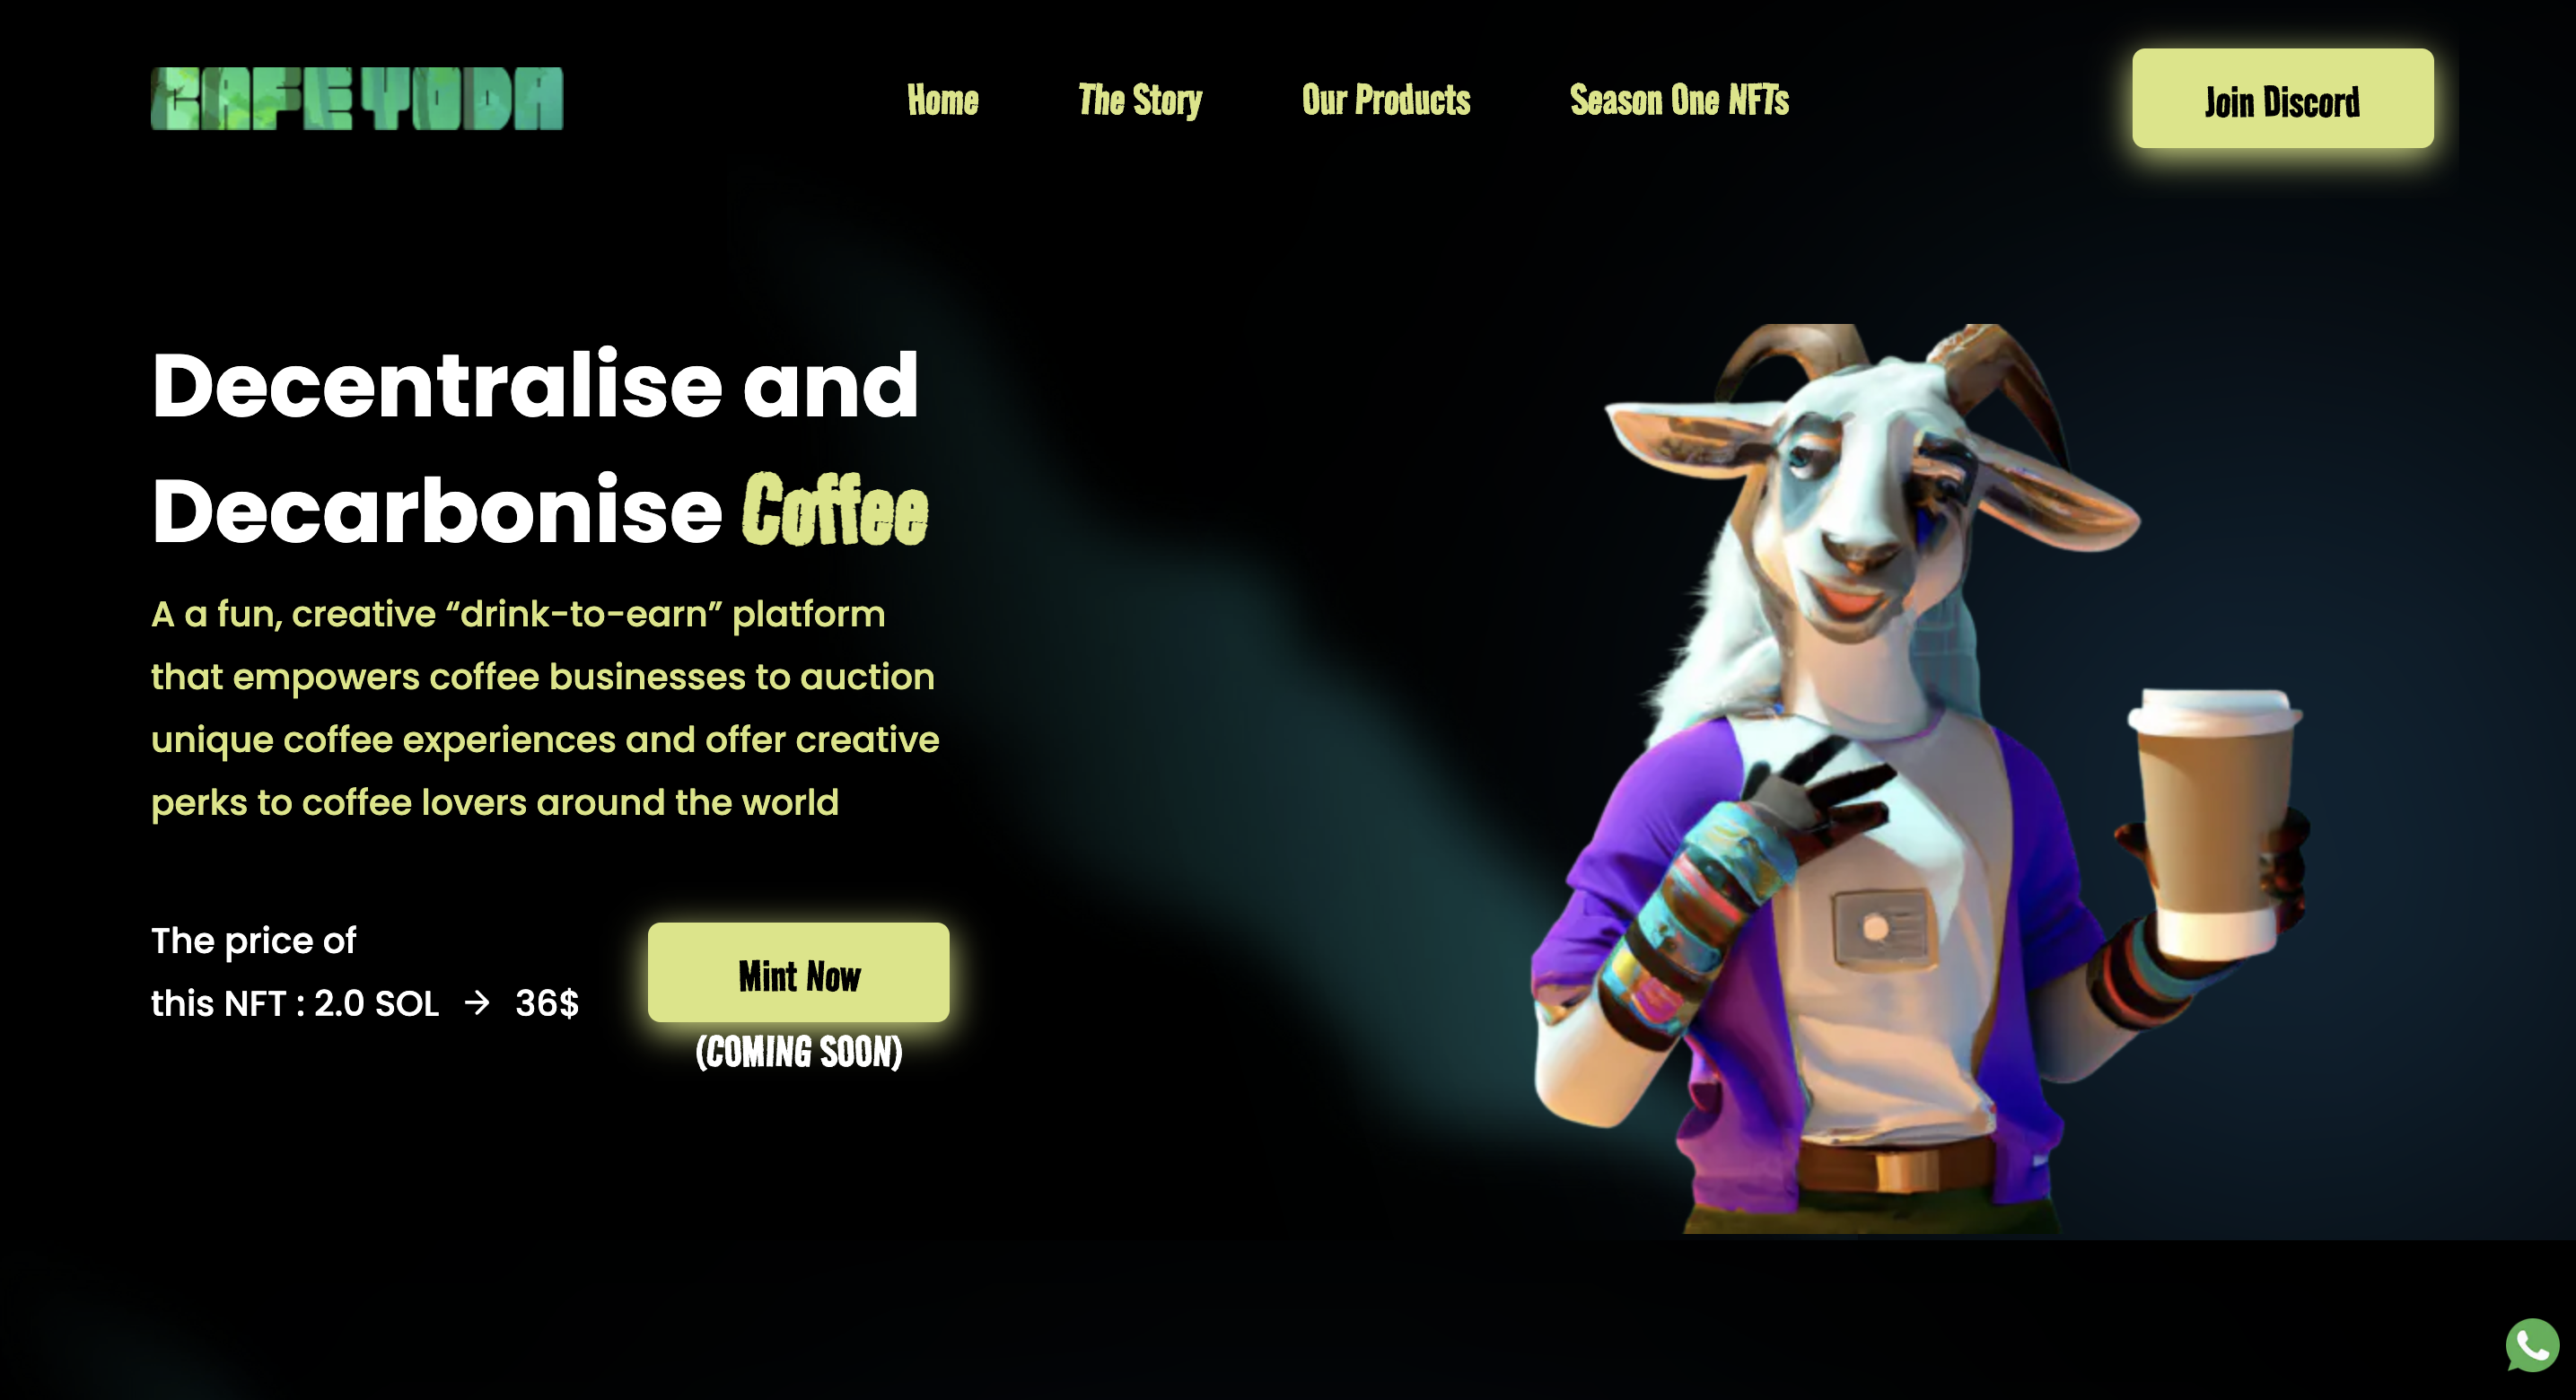 CAFE YODA
Home
The Story
Our Products
Season One NFTs
Join Discord
Decentralise and
Decarbonise Coffee
A a fun, creative “drink-to-earn” platform
that empowers coffee businesses to auction
unique coffee experiences and offer creative
perks to coffee lovers around the world
The price of
this NFT : 2.0 SOL → 36$
Mint Now
(COMING SOON)